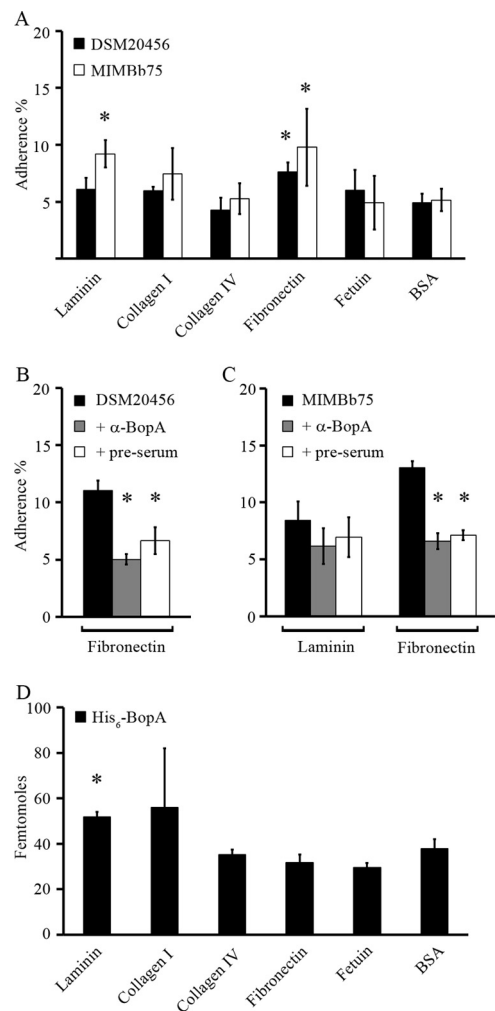 A
20
15
10
5
Adherence %
DSM20456
MIMBb75
*
*
*
Laminin
Collagen I
Collagen IV
Fibronectin
Fetuin
BSA
B
20
15
10
5
0
Adherence %
DSM20456
+ α-BopA
+ pre-serum
* *
Fibronectin
C
20
15
10
5
0
MIMBb75
+ α-BopA
+ pre-serum
* *
Laminin
Fibronectin
D
100
80
60
40
20
0
Femtomoles
His₆-BopA
*
Laminin
Collagen I
Collagen IV
Fibronectin
Fetuin
BSA